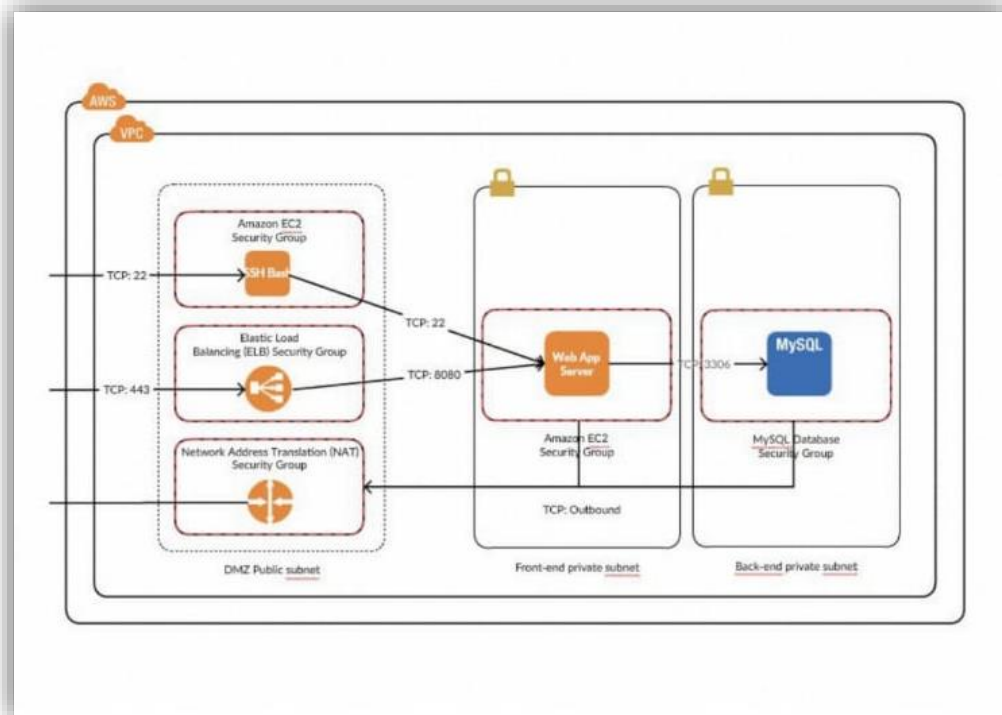 AWS
VPC
Amazon EC2
Security Group
SSH Bast
TCP: 22
TCP: 22
Elastic Load
Balancing (ELB) Security Group
TCP: 443
TCP: 8080
Network Address Translation (NAT)
Security Group
DMZ Public subnet
Web App
Server
Amazon EC2
Security Group
TCP: Outbound
Front-end private subnet
TCP: 3306
MySQL
MySQL Database
Security Group
Back-end private subnet